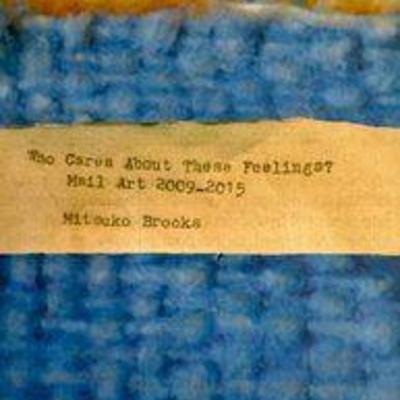 Who Cares About These Feelings?
Mail Art 2009-2015
Mitsuko Brooks